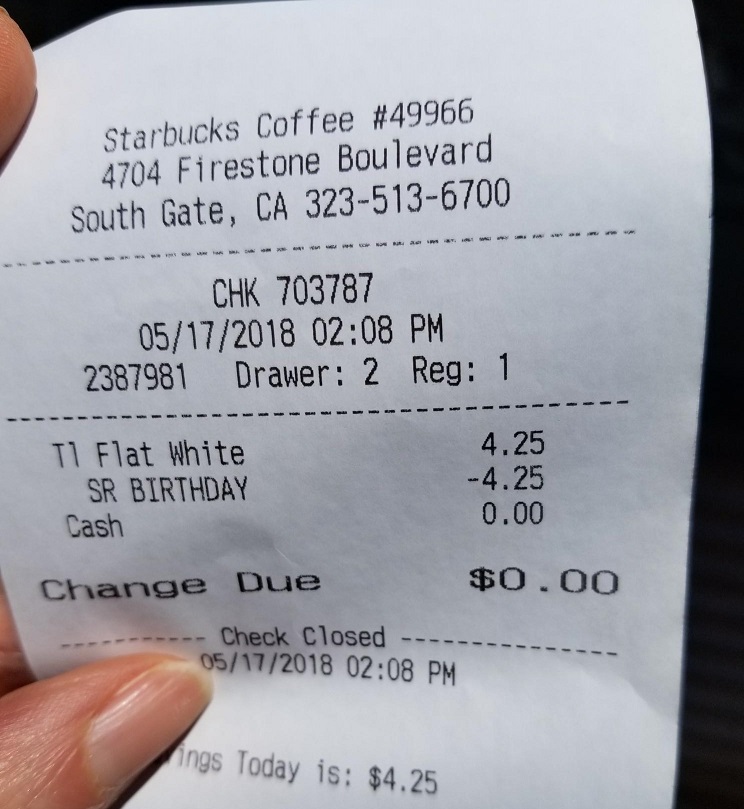 Starbucks Coffee #49966
4704 Firestone Boulevard
South Gate, CA 323-513-6700
CHK 703787
05/17/2018 02:08 PM
2387981 Drawer: 2 Reg: 1
Tl Flat White 4.25
SR BIRTHDAY -4.25
Cash 0.00
Change Due $0.00
Check Closed
05/17/2018 02:08 PM
Today is: $4.25